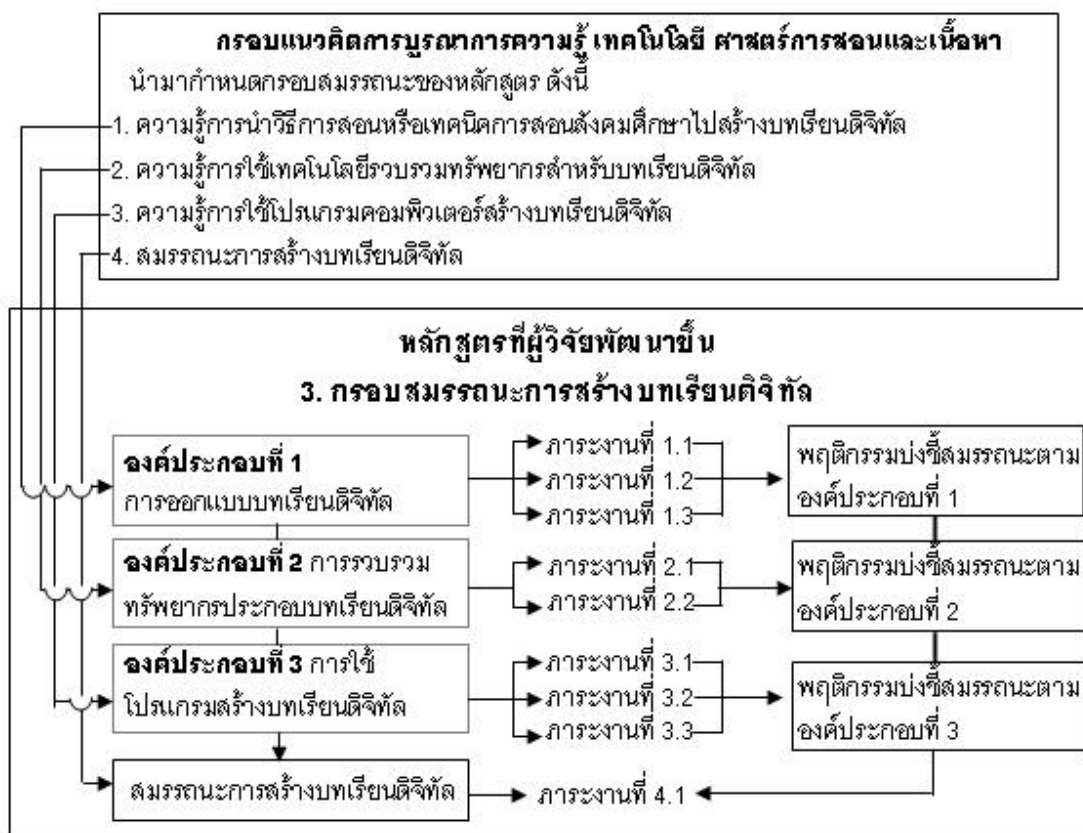 กรอบแนวคิดการบูรณาการความรู้ เทคโนโลยี ศาสตร์การสอนและเนื้อหา
นำมากำหนดกรอบสมรรถนะของหลักสูตร ดังนี้
1. ความรู้การนำวิธีการสอนหรือเทคนิคการสอนสังคมศึกษาไปสร้างบทเรียนดิจิทัล
2. ความรู้การใช้เทคโนโลยีรวบรวมทรัพยากรสำหรับบทเรียนดิจิทัล
3. ความรู้การใช้โปรแกรมคอมพิวเตอร์สร้างบทเรียนดิจิทัล
4. สมรรถนะการสร้างบทเรียนดิจิทัล
หลักสูตรที่ผู้วิจัยพัฒนาขึ้น
3. กรอบสมรรถนะการสร้างบทเรียนดิจิทัล
องค์ประกอบที่ 1
การออกแบบบทเรียนดิจิทัล
ภาระงานที่ 1.1
ภาระงานที่ 1.2
ภาระงานที่ 1.3
พฤติกรรมบ่งชี้สมรรถนะตาม
องค์ประกอบที่ 1
องค์ประกอบที่ 2 การรวบรวม
ทรัพยากรประกอบบทเรียนดิจิทัล
ภาระงานที่ 2.1
ภาระงานที่ 2.2
พฤติกรรมบ่งชี้สมรรถนะตาม
องค์ประกอบที่ 2
องค์ประกอบที่ 3 การใช้
โปรแกรมสร้างบทเรียนดิจิทัล
ภาระงานที่ 3.1
ภาระงานที่ 3.2
ภาระงานที่ 3.3
พฤติกรรมบ่งชี้สมรรถนะตาม
องค์ประกอบที่ 3
สมรรถนะการสร้างบทเรียนดิจิทัล
ภาระงานที่ 4.1